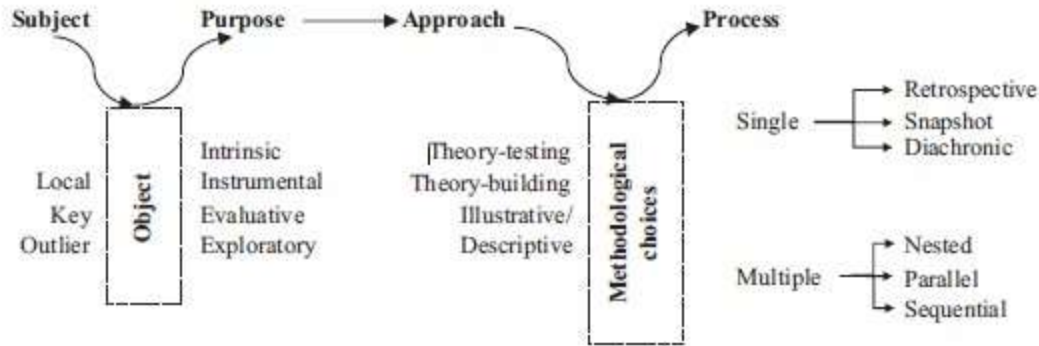 Subject
Purpose
Approach
Process
Object
Local
Key
Outlier
Intrinsic
Instrumental
Evaluative
Exploratory
Theory-testing
Theory-building
Illustrative/
Descriptive
Methodological
choices
Single
Retrospective
Snapshot
Diachronic
Multiple
Nested
Parallel
Sequential